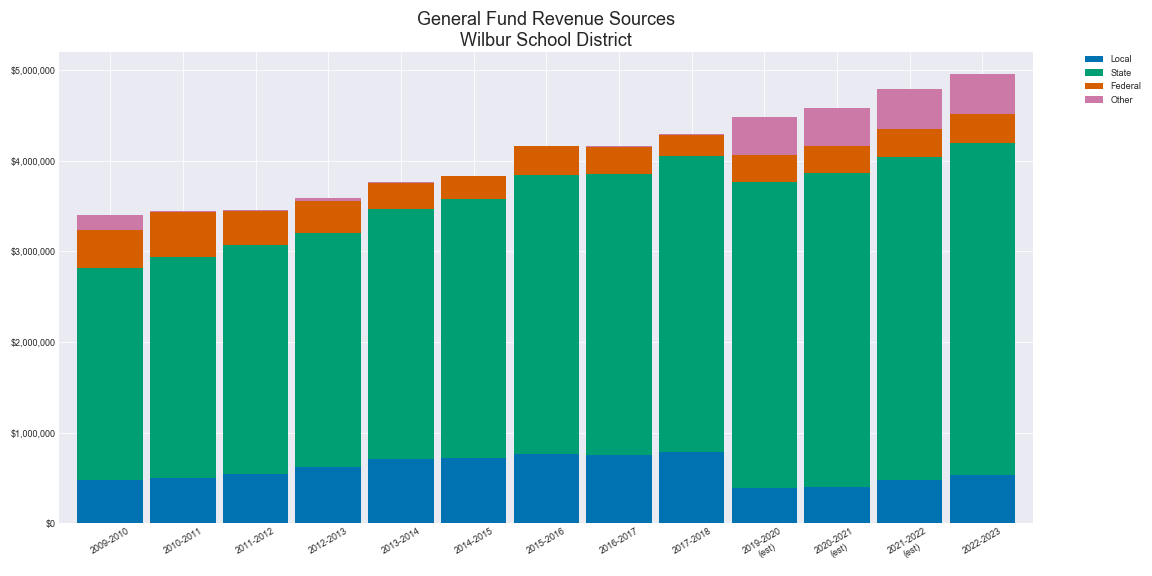 General Fund Revenue Sources
Wilbur School District
Local
State
Federal
Other
$5,000,000
$4,000,000
$3,000,000
$2,000,000
$1,000,000
$0
2009-2010
2010-2011
2011-2012
2012-2013
2013-2014
2014-2015
2015-2016
2016-2017
2017-2018
2019-2020
(est)
2020-2021
(est)
2021-2022
(est)
2022-2023